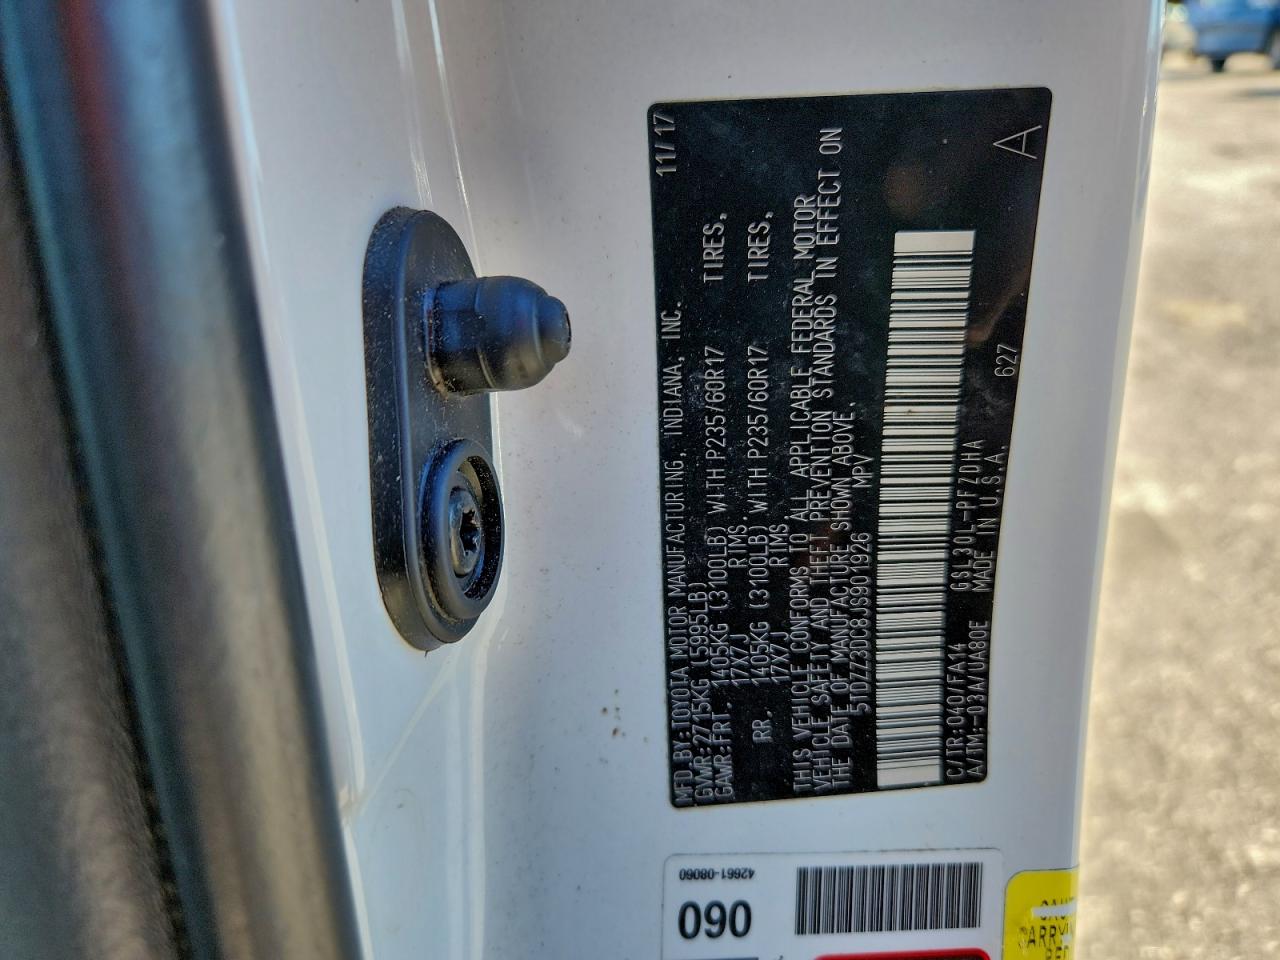 MFD.BY:TOYOTA MOTOR MANUFACTURING, INDIANA, INC. 11/17
GVWR:2715KG( 5995LB)
GAWR:FRT. 1405KG (3100LB) WITH P235/60R17 TIRES,
17X7J RIMS.
RR. 1405KG (3100LB) WITH P235/60R17 TIRES,
17X7J RIMS
THIS VEHICLE CONFORMS TO ALL APPLICABLE FEDERAL MOTOR
VEHICLE SAFETY AND THEFT PREVENTION STANDARDS IN EFFECT ON
THE DATE OF MANUFACTURE SHOWN ABOVE.
5TDZZ3DC8JS901926 MPV
C/TR:040/FA14 GSL30L-PFZDHA 627
A/TM:-03A/UA80E MADE IN U.S.A. A
42661-08060
060
CARRY